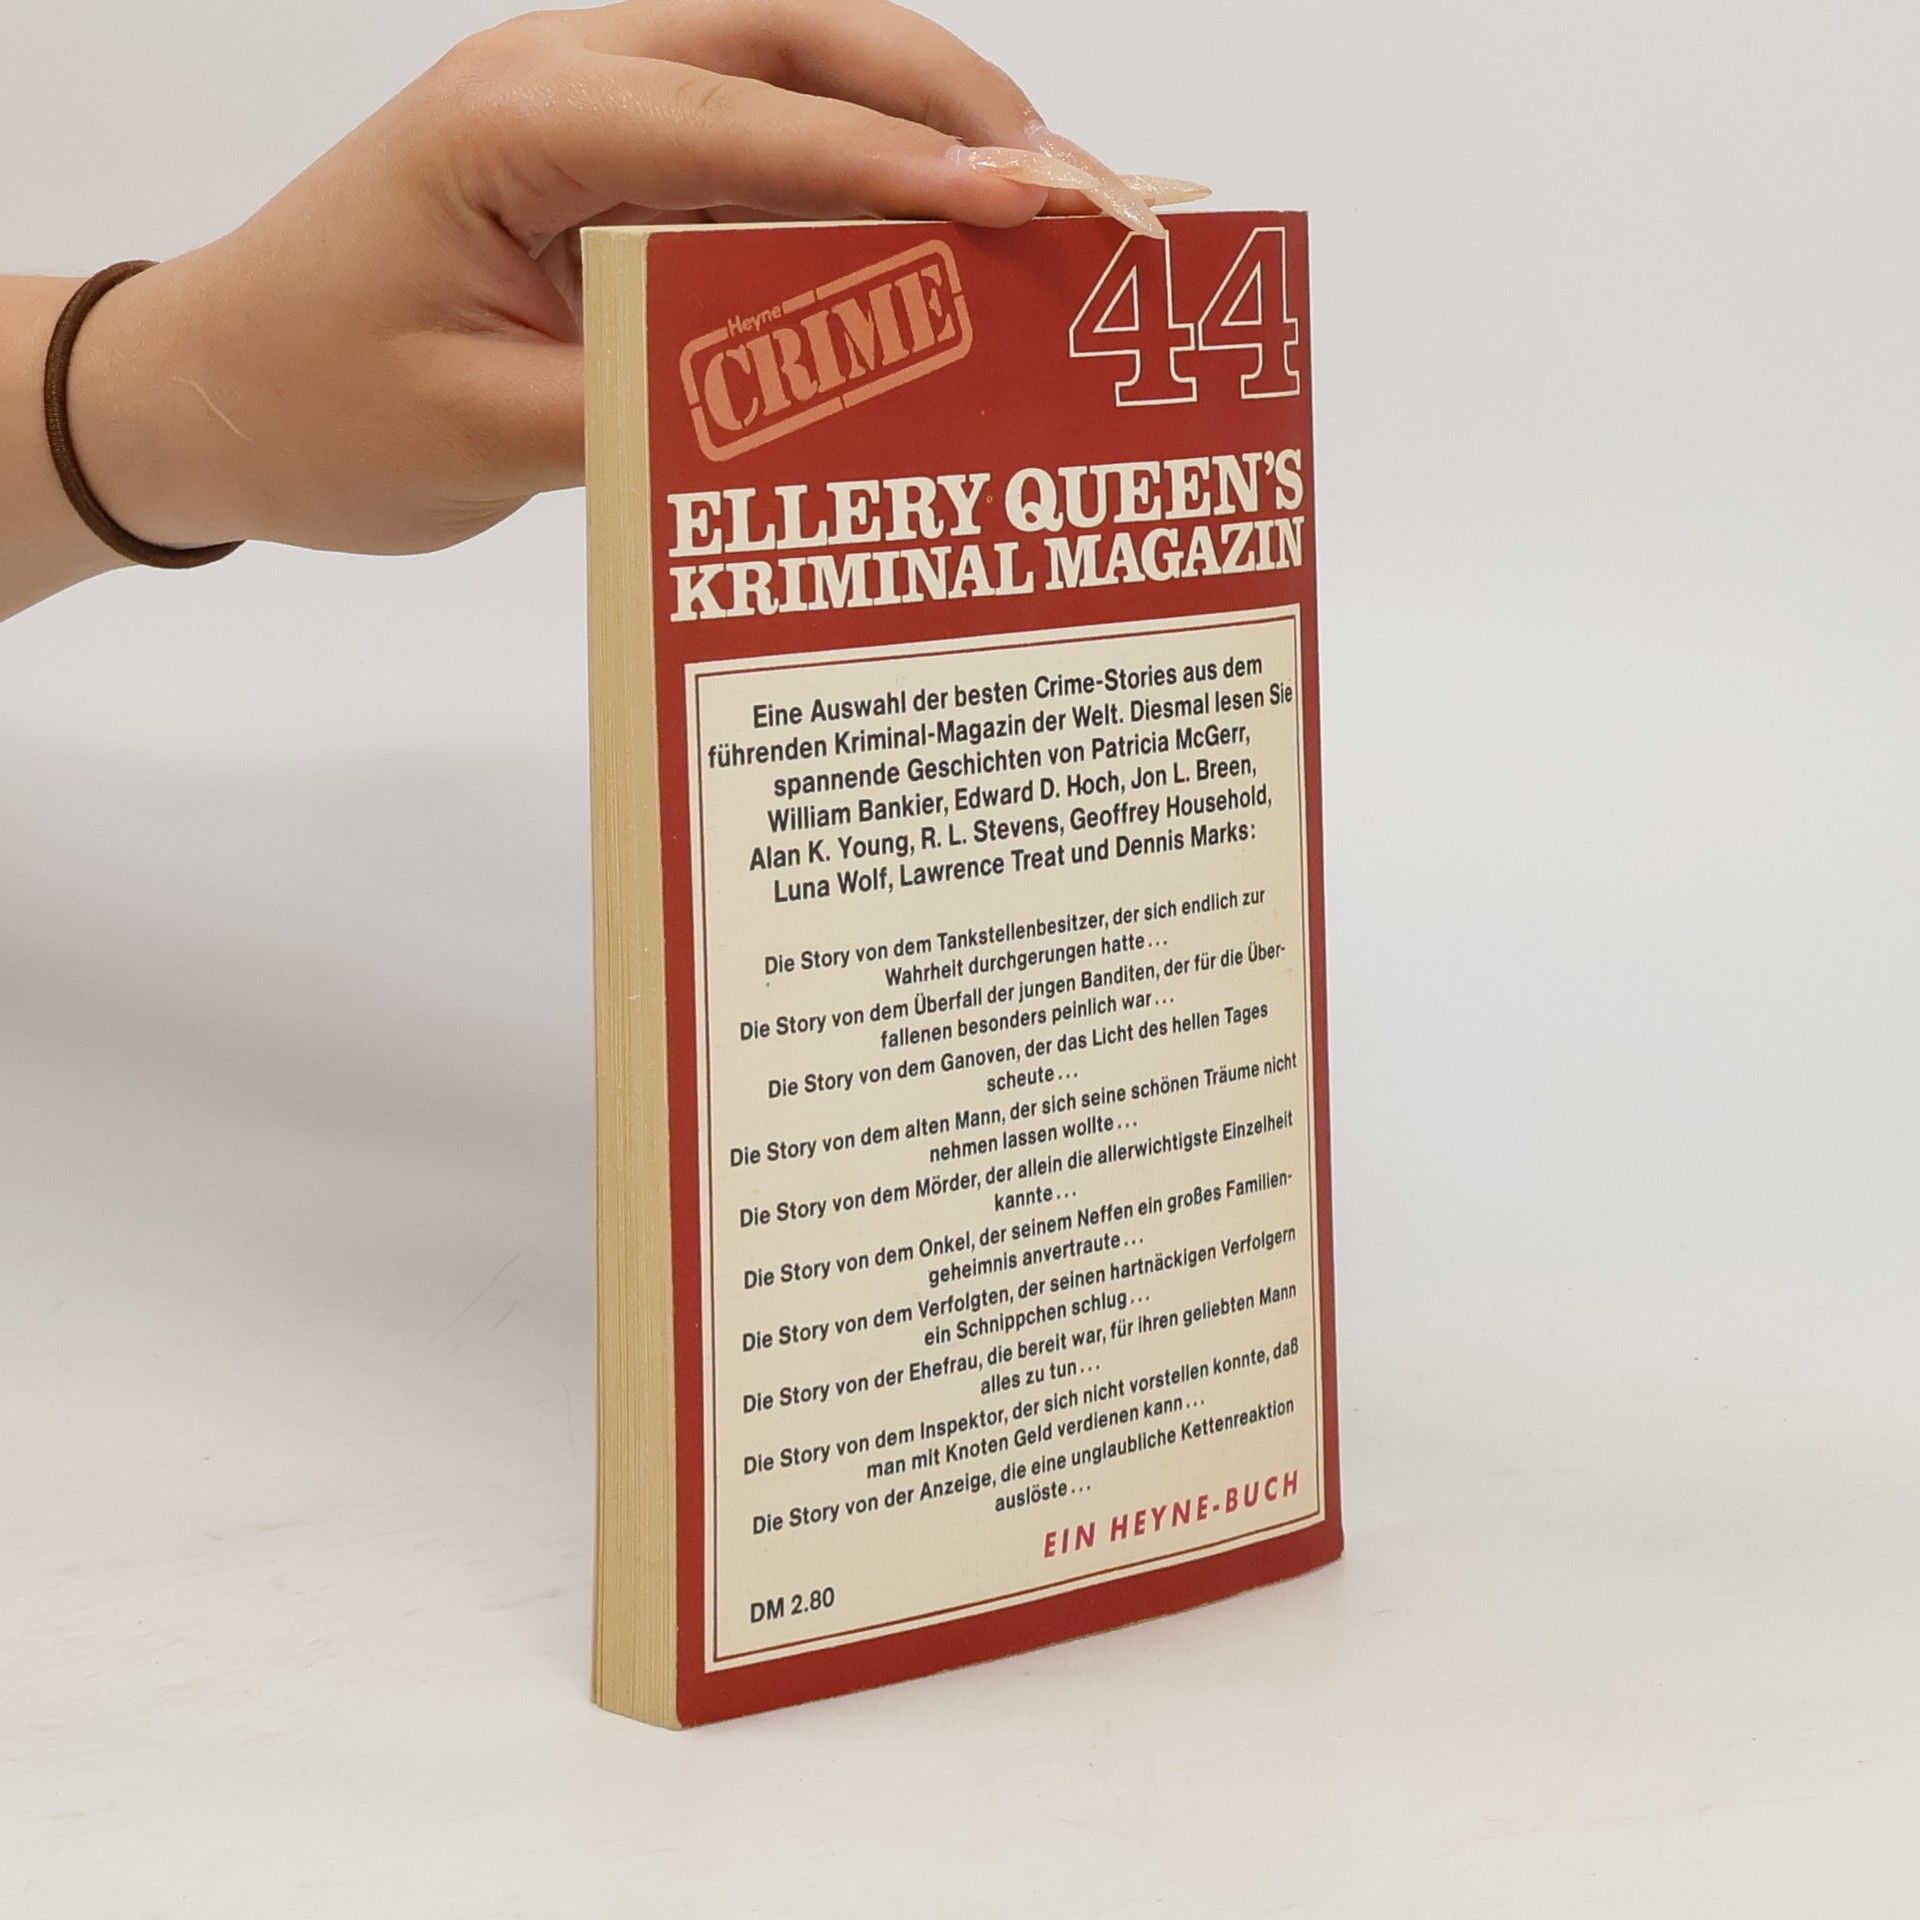 Heyne
CRIME
44
ELLERY QUEEN'S
KRIMINAL MAGAZIN
Eine Auswahl der besten Crime-Stories aus dem
führenden Kriminal-Magazin der Welt. Diesmal lesen Sie
spannende Geschichten von Patricia McGerr,
William Bankier, Edward D. Hoch, Jon L. Breen,
Alan K. Young, R. L. Stevens, Geoffrey Household,
Luna Wolf, Lawrence Treat und Dennis Marks:
Die Story von dem Tankstellenbesitzer, der sich endlich zur
Wahrheit durchgerungen hatte...
Die Story von dem Überfall der jungen Banditen, der für die Über-
fallenen besonders peinlich war...
Die Story von dem Ganoven, der das Licht des hellen Tages
scheute...
Die Story von dem alten Mann, der sich seine schönen Träume nicht
nehmen lassen wollte...
Die Story von dem Mörder, der allein die allerwichtigste Einzelheit
kannte...
Die Story von dem Onkel, der seinem Neffen ein großes Familien-
geheimnis anvertraute...
Die Story von dem Verfolgten, der seinen hartnäckigen Verfolgern
ein Schnippchen schlug...
Die Story von der Ehefrau, die bereit war, für ihren geliebten Mann
alles zu tun...
Die Story von dem Inspektor, der sich nicht vorstellen konnte, daß
man mit Knoten Geld verdienen kann...
Die Story von der Anzeige, die eine unglaubliche Kettenreaktion
auslöste...
EIN HEYNE-BUCH
DM 2.80